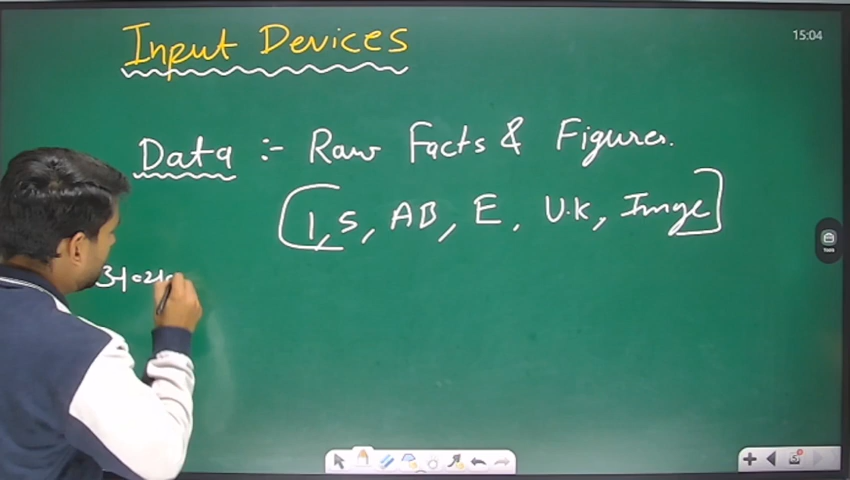 Input Devices
15:04
Data :- Raw Facts & Figures.
[1, S, AB, E, U.K, Image]